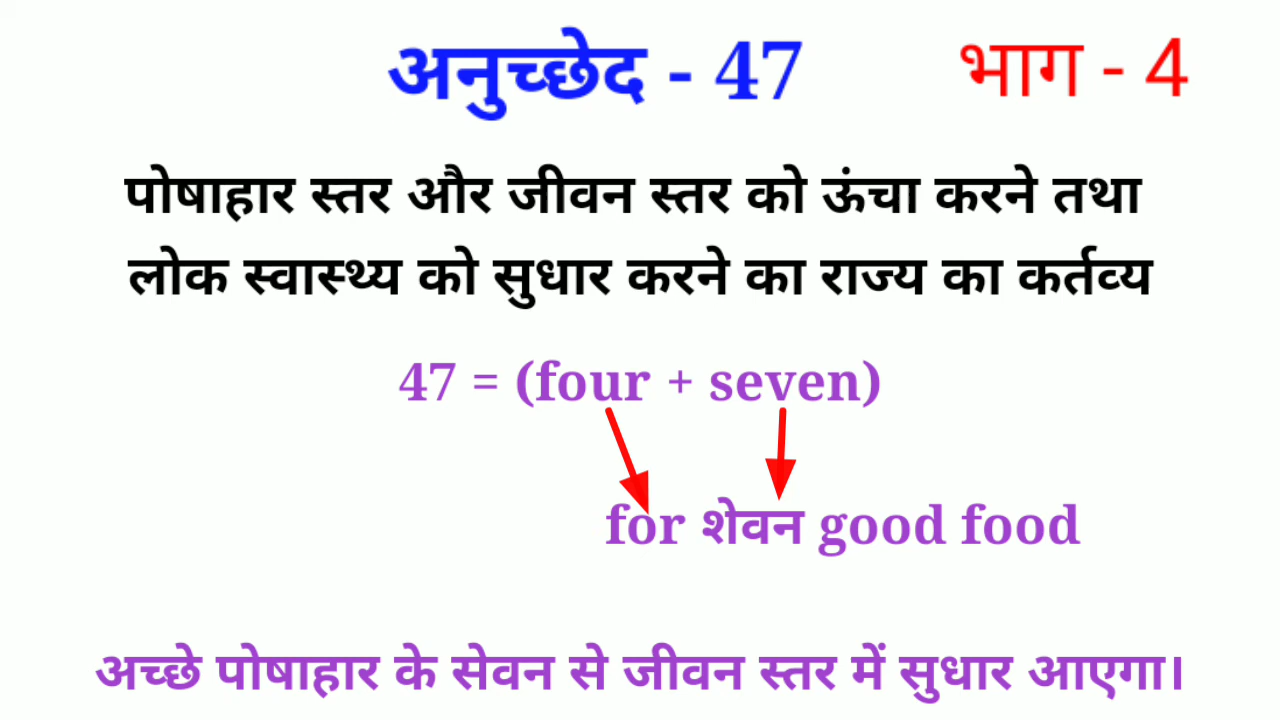 अनुच्छेद - 47 भाग - 4
पोषाहार स्तर और जीवन स्तर को ऊंचा करने तथा
लोक स्वास्थ्य को सुधार करने का राज्य का कर्तव्य
47 = (four + seven)
for शेवन good food
अच्छे पोषाहार के सेवन से जीवन स्तर में सुधार आएगा।